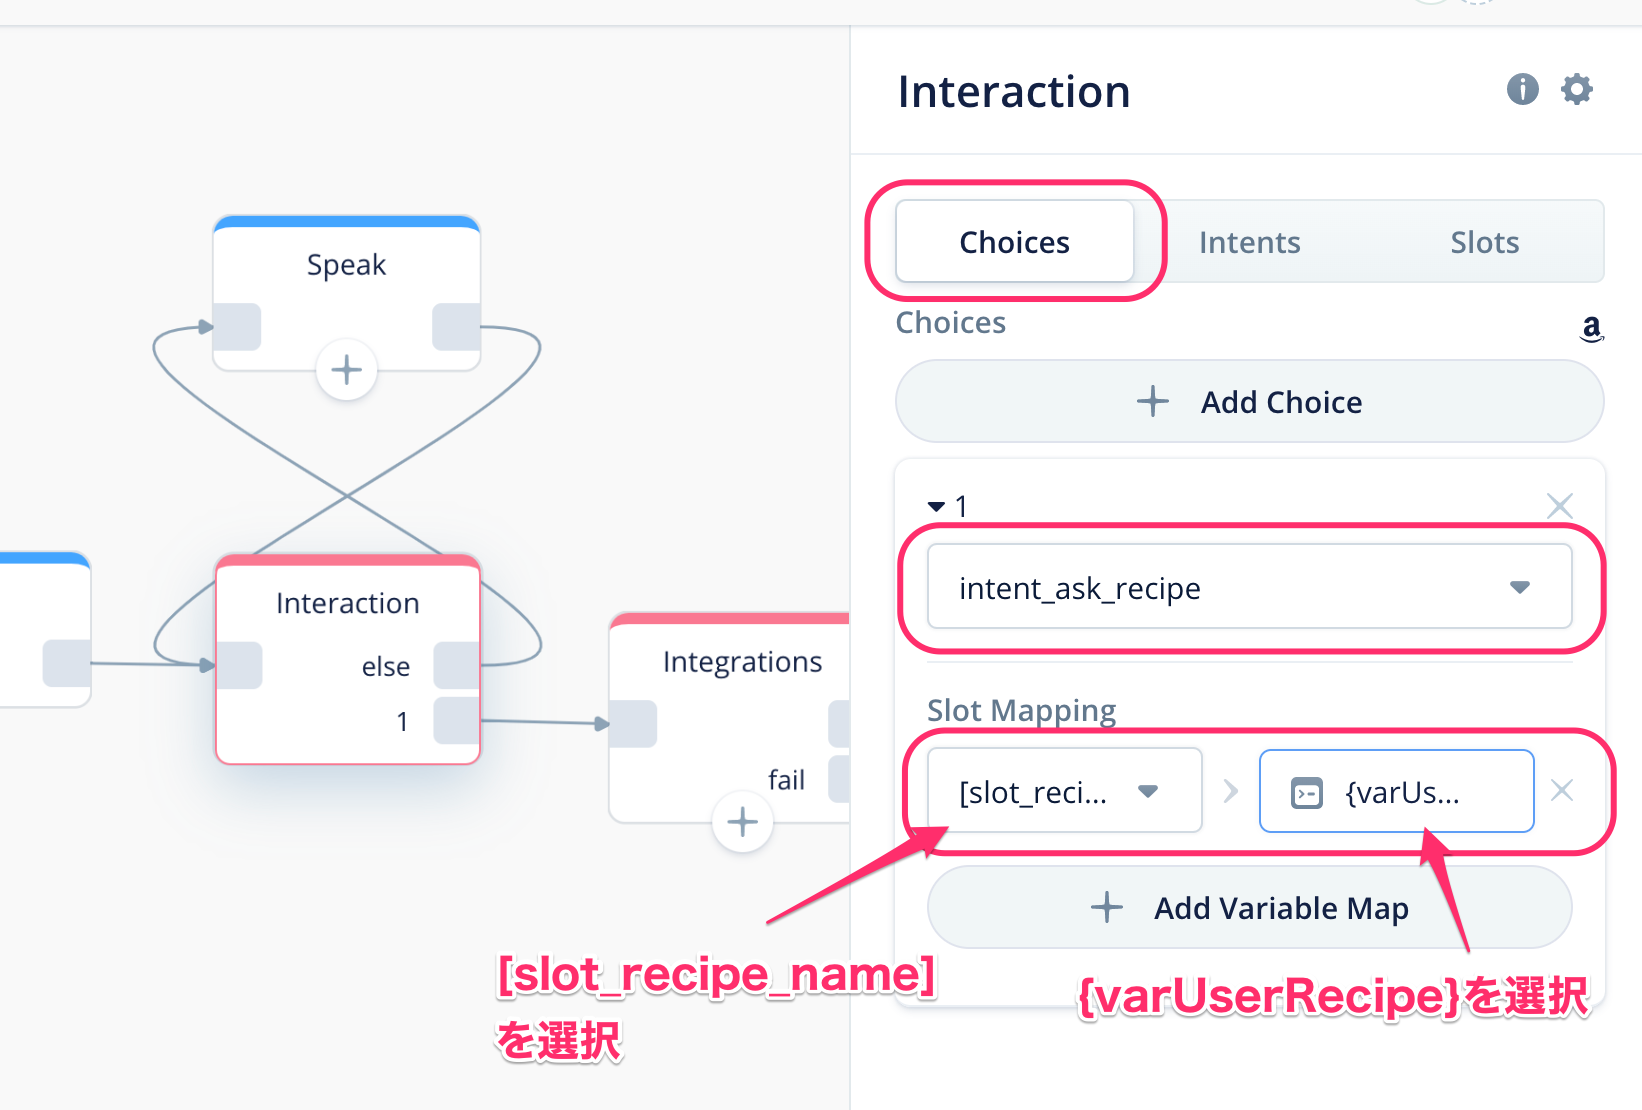 Interaction
Choices
Intents
Slots
Choices
a
Add Choice
1
intent_ask_recipe
Slot Mapping
[slot_reci...
{varUs...
Add Variable Map
Speak
Interaction
else
1
Integrations
fail
[slot_recipe_name]
を選択
{varUserRecipe}を選択